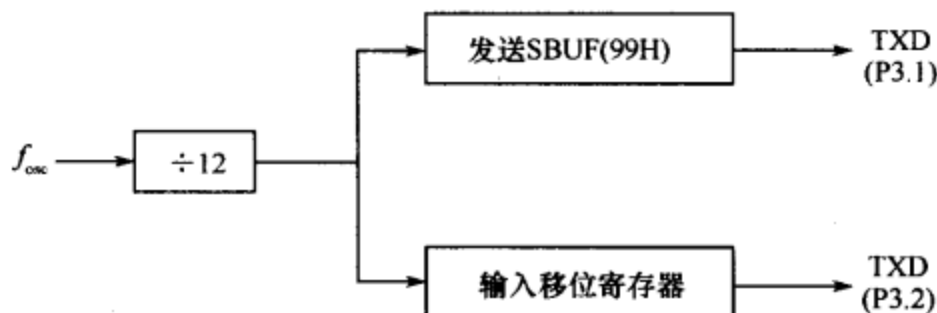 发送SBUF(99H)
TXD
(P3.1)
fosc
÷12
输入移位寄存器
TXD
(P3.2)